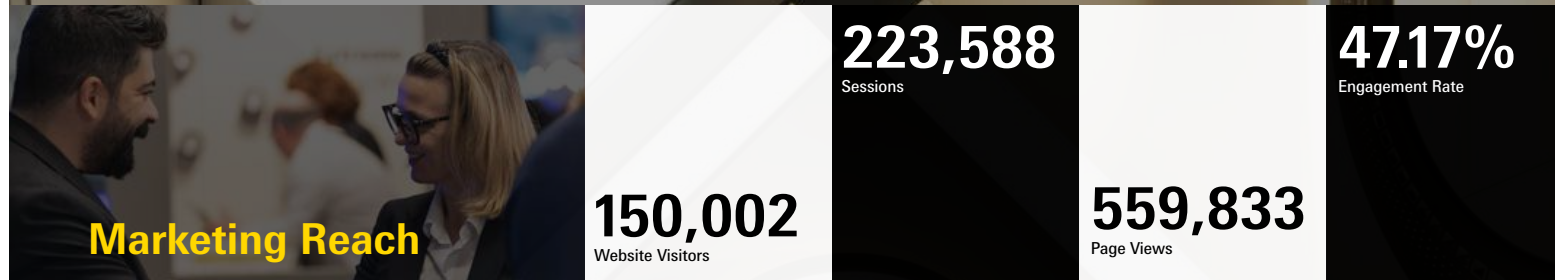 Marketing Reach
150,002
Website Visitors
223,588
Sessions
559,833
Page Views
47.17%
Engagement Rate